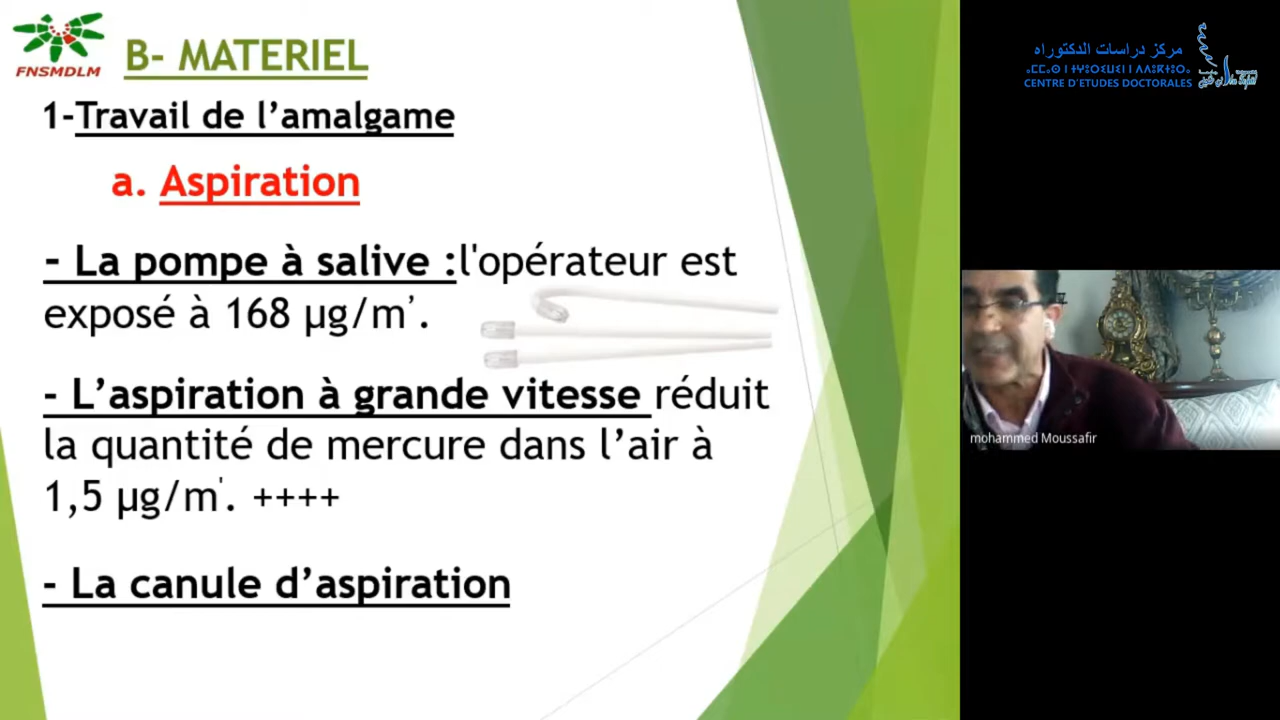 FNSMDLM
B- MATERIEL
1-Travail de l’amalgame
a. Aspiration
- La pompe à salive :l'opérateur est
exposé à 168 µg/m’.
- L’aspiration à grande vitesse réduit
la quantité de mercure dans l’air à
1,5 µg/m'. ++++
- La canule d’aspiration
مركز دراسات الدكتوراه
CENTRE D'ETUDES DOCTORALES
mohammed Moussafir